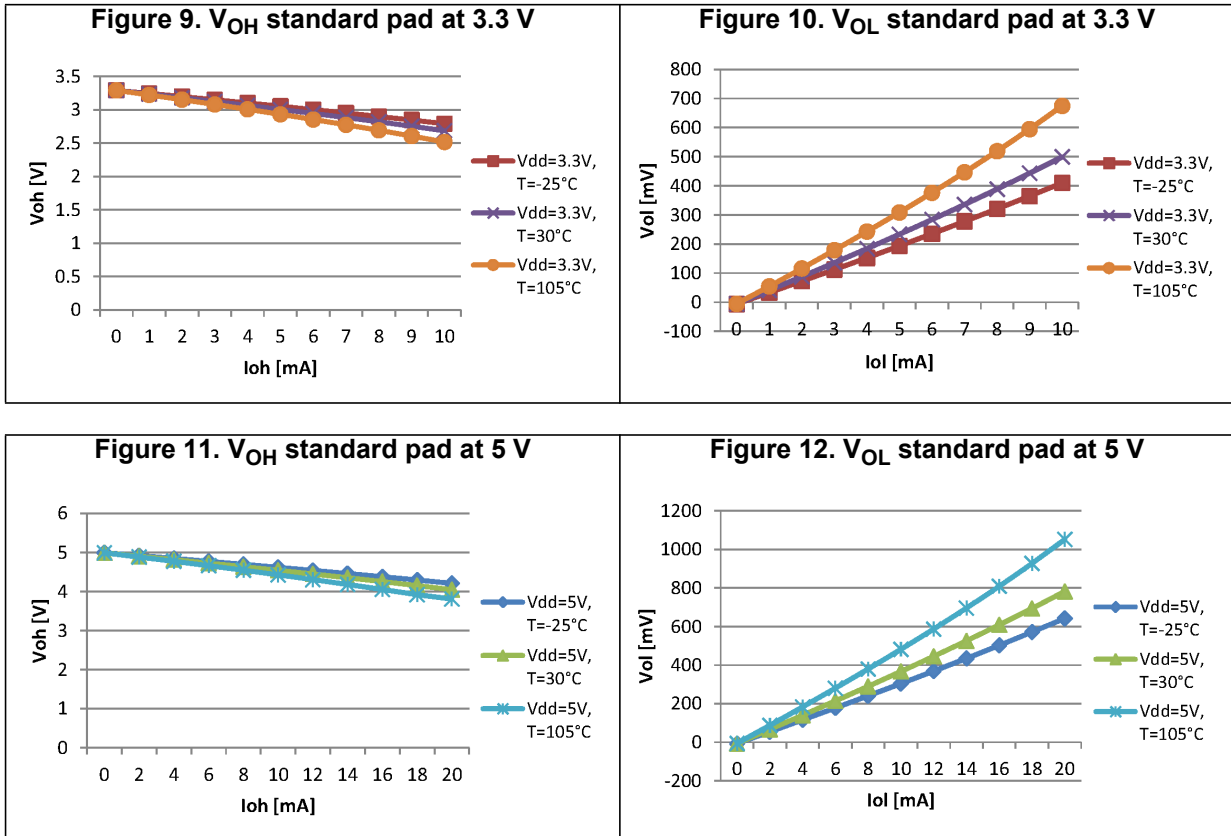 Figure 9. VOH standard pad at 3.3 V
3.5
3
2.5
2
1.5
1
0.5
0
Voh [V]
0 1 2 3 4 5 6 7 8 9 10
Ioh [mA]
Vdd=3.3V,
T=-25°C
Vdd=3.3V,
T=30°C
Vdd=3.3V,
T=105°C
Figure 10. VOL standard pad at 3.3 V
800
700
600
500
400
300
200
100
0
-100
Vol [mV]
0 1 2 3 4 5 6 7 8 9 10
Iol [mA]
Vdd=3.3V,
T=-25°C
Vdd=3.3V,
T=30°C
Vdd=3.3V,
T=105°C
Figure 11. VOH standard pad at 5 V
6
5
4
3
2
1
0
Voh [V]
0 2 4 6 8 10 12 14 16 18 20
Ioh [mA]
Vdd=5V,
T=-25°C
Vdd=5V,
T=30°C
Vdd=5V,
T=105°C
Figure 12. VOL standard pad at 5 V
1200
1000
800
600
400
200
0
-200
Vol [mV]
0 2 4 6 8 10 12 14 16 18 20
Iol [mA]
Vdd=5V,
T=-25°C
Vdd=5V,
T=30°C
Vdd=5V,
T=105°C